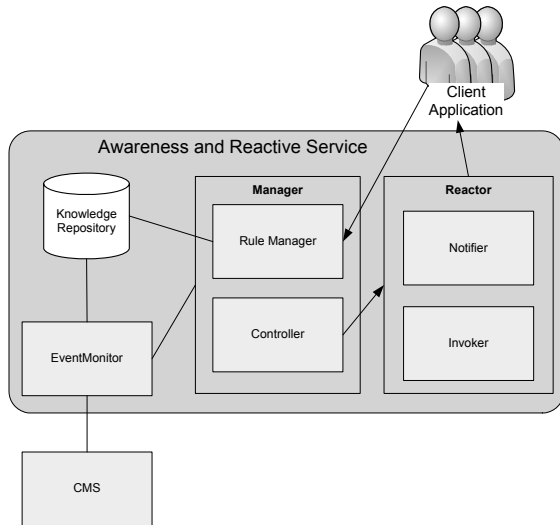 Client
Application
Awareness and Reactive Service
Knowledge
Repository
Manager
Reactor
Rule Manager
Notifier
Controller
Invoker
EventMonitor
CMS